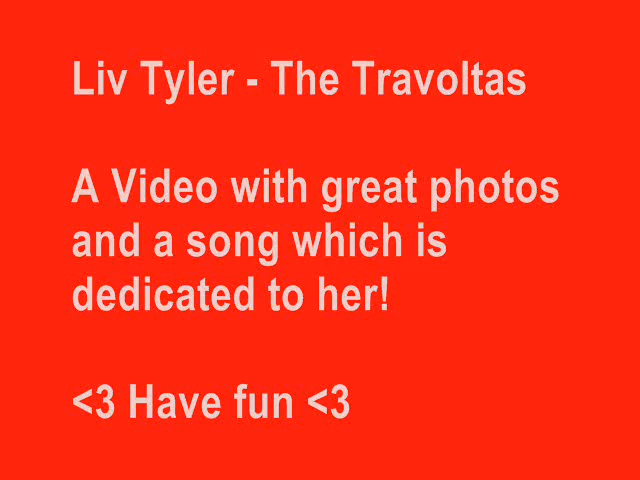 Liv Tyler - The Travoltas
A Video with great photos
and a song which is
dedicated to her!
<3 Have fun <3